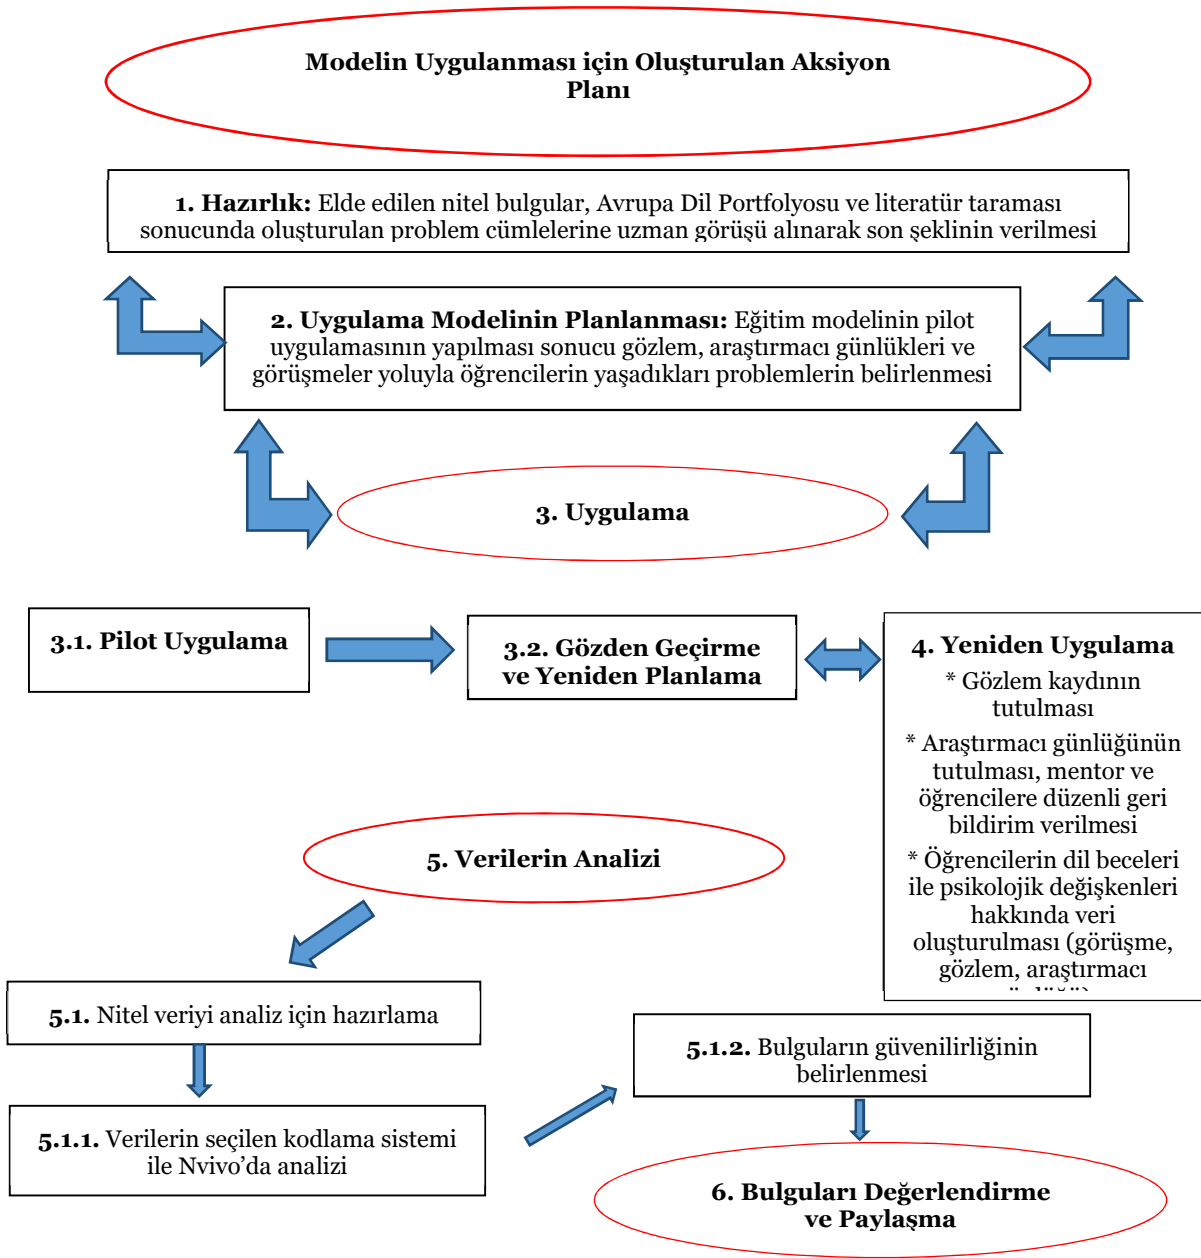 Modelin Uygulanması için Oluşturulan Aksiyon
Planı
1. Hazırlık: Elde edilen nitel bulgular, Avrupa Dil Portfolyosu ve literatür taraması
sonucunda oluşturulan problem cümlelerine uzman görüşü alınarak son şeklinin verilmesi
2. Uygulama Modelinin Planlanması: Eğitim modelinin pilot
uygulamasının yapılması sonucu gözlem, araştırmacı günlükleri ve
görüşmeler yoluyla öğrencilerin yaşadıkları problemlerin belirlenmesi
3. Uygulama
3.1. Pilot Uygulama
3.2. Gözden Geçirme
ve Yeniden Planlama
4. Yeniden Uygulama
* Gözlem kaydının
tutulması
* Araştırmacı günlüğünün
tutulması, mentor ve
öğrencilere düzenli geri
bildirim verilmesi
* Öğrencilerin dil beceleri
ile psikolojik değişkenleri
hakkında veri
oluşturulması (görüşme,
gözlem, araştırmacı
5. Verilerin Analizi
5.1. Nitel veriyi analiz için hazırlama
5.1.1. Verilerin seçilen kodlama sistemi
ile Nvivo’da analizi
5.1.2. Bulguların güvenilirliğinin
belirlenmesi
6. Bulguları Değerlendirme
ve Paylaşma